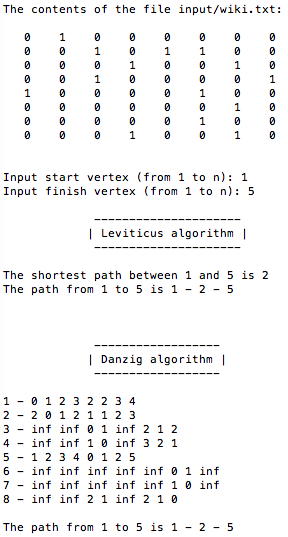 The contents of the file input/wiki.txt:
0 1 0 0 0 0 0 0
0 0 1 0 1 1 0 0
0 0 0 1 0 0 1 0
0 0 1 0 0 0 0 1
1 0 0 0 0 1 0 0
0 0 0 0 0 0 1 0
0 0 0 0 0 1 0 0
0 0 0 1 0 0 1 0
Input start vertex (from 1 to n): 1
Input finish vertex (from 1 to n): 5
---------------------
| Leviticus algorithm |
---------------------
The shortest path between 1 and 5 is 2
The path from 1 to 5 is 1 - 2 - 5
------------------
| Danzig algorithm |
------------------
1 - 0 1 2 3 2 2 3 4
2 - 2 0 1 2 1 1 2 3
3 - inf inf 0 1 inf 2 1 2
4 - inf inf 1 0 inf 3 2 1
5 - 1 2 3 4 0 1 2 5
6 - inf inf inf inf inf 0 1 inf
7 - inf inf inf inf inf 1 0 inf
8 - inf inf 2 1 inf 2 1 0
The path from 1 to 5 is 1 - 2 - 5